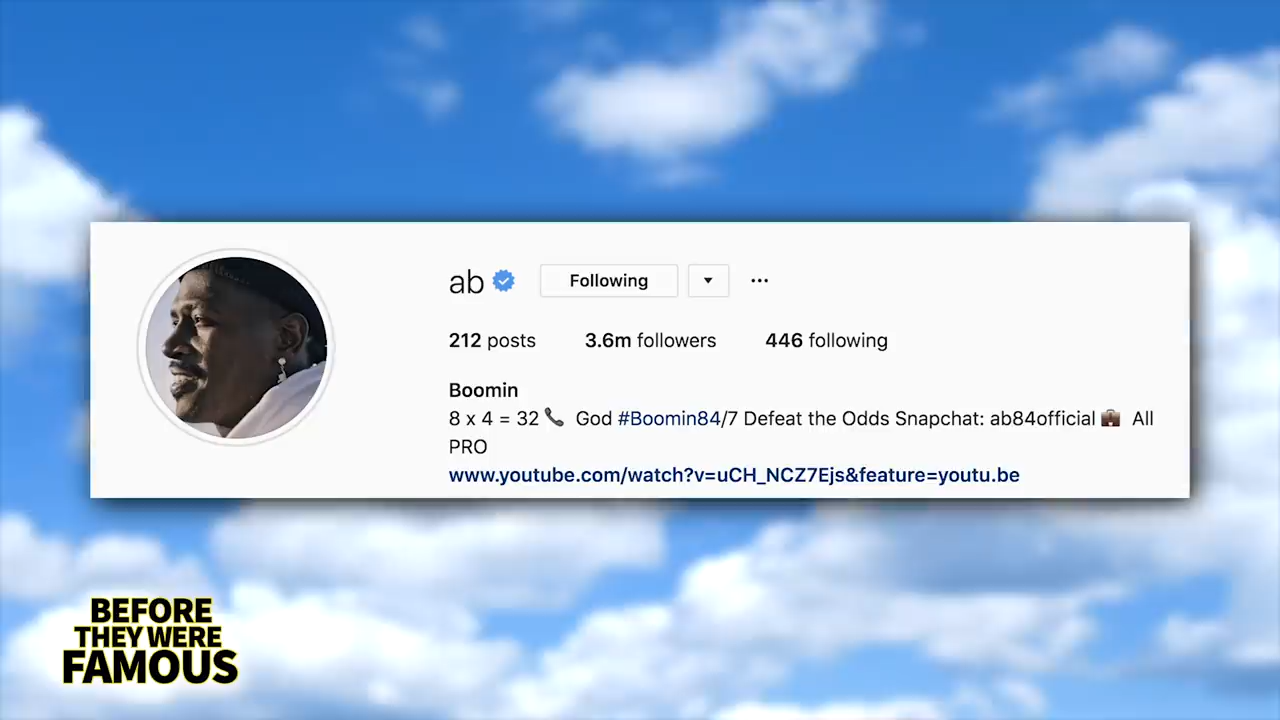 ab
Following
212 posts 3.6m followers 446 following
Boomin
8 x 4 = 32 📞 God #Boomin84/7 Defeat the Odds Snapchat: ab84official 💼 All
PRO
www.youtube.com/watch?v=uCH_NCZ7Ejs&feature=youtu.be
BEFORE
THEY WERE
FAMOUS